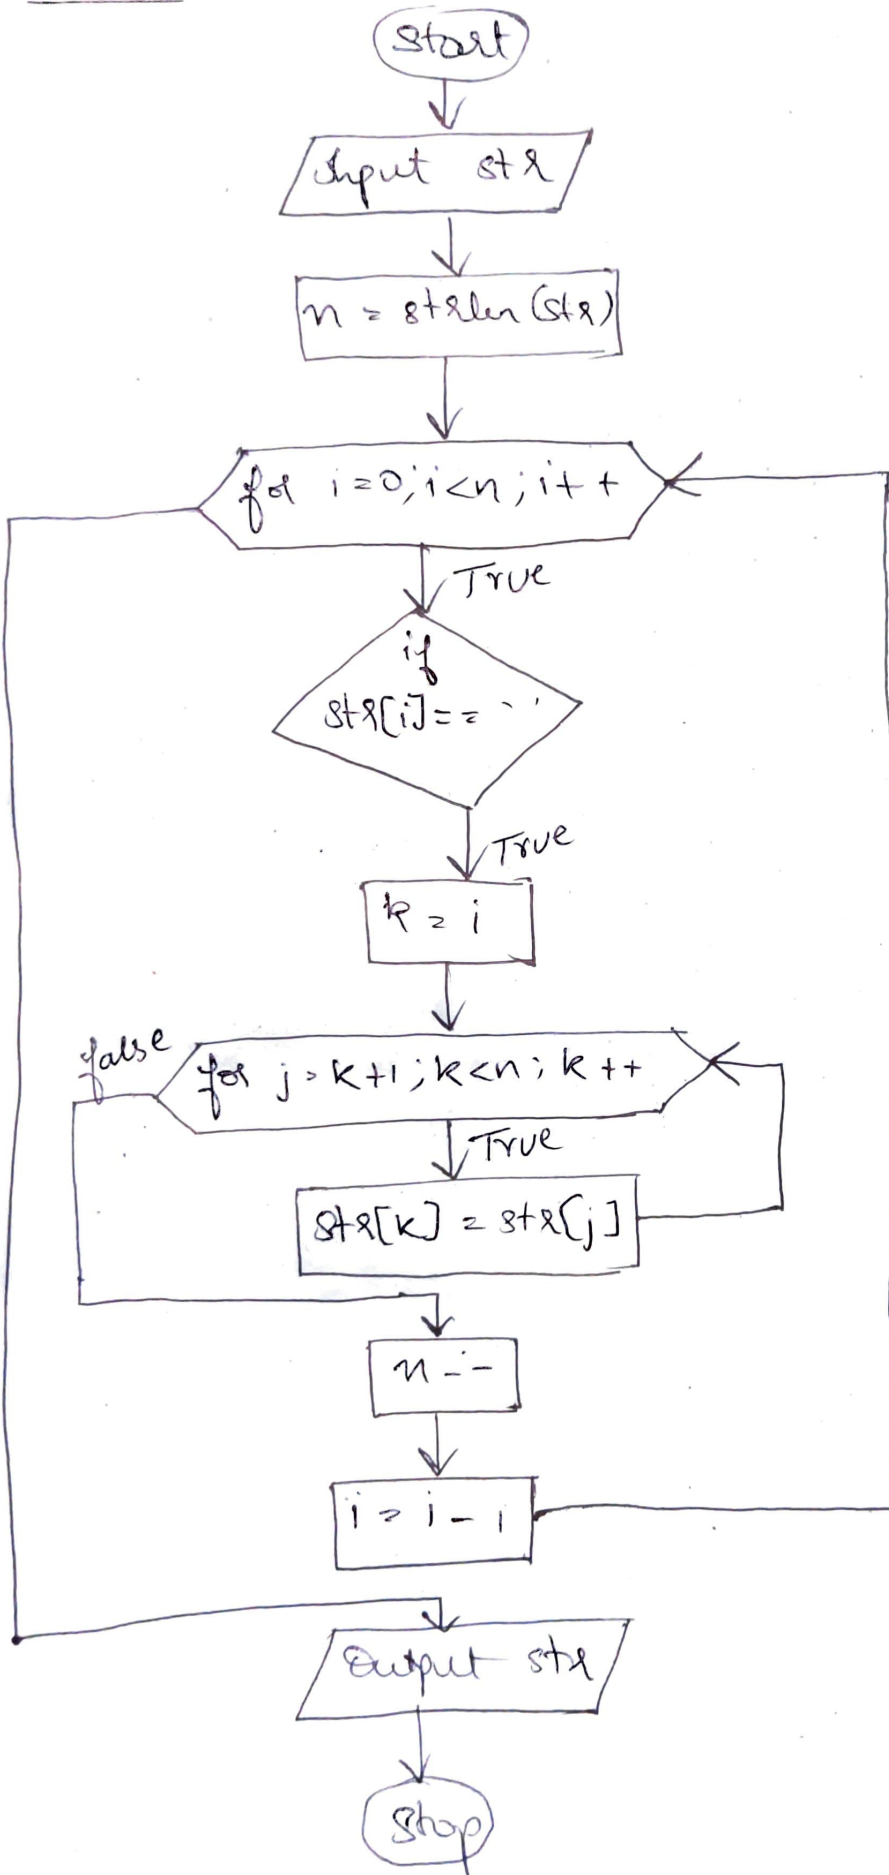 Start
Input str
n = strlen(str)
for i=0; i<n; i++
True
if
str[i]== ' '
True
k = i
false
for j=k+1; k<n; k++
True
str[k] = str[j]
n--
i = i-1
Output str
Stop